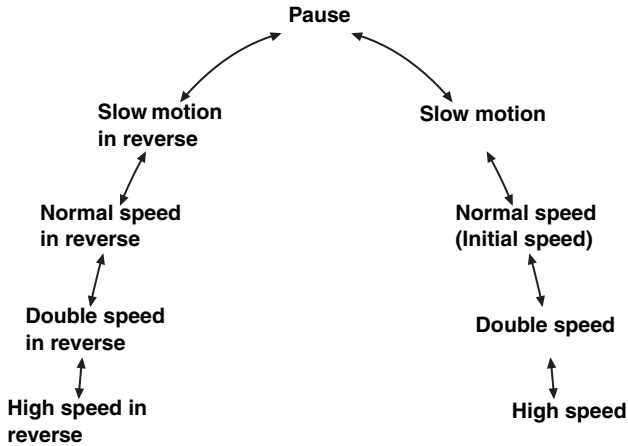 Pause
Slow motion
in reverse
Slow motion
Normal speed
in reverse
Normal speed
(Initial speed)
Double speed
in reverse
Double speed
High speed in
reverse
High speed